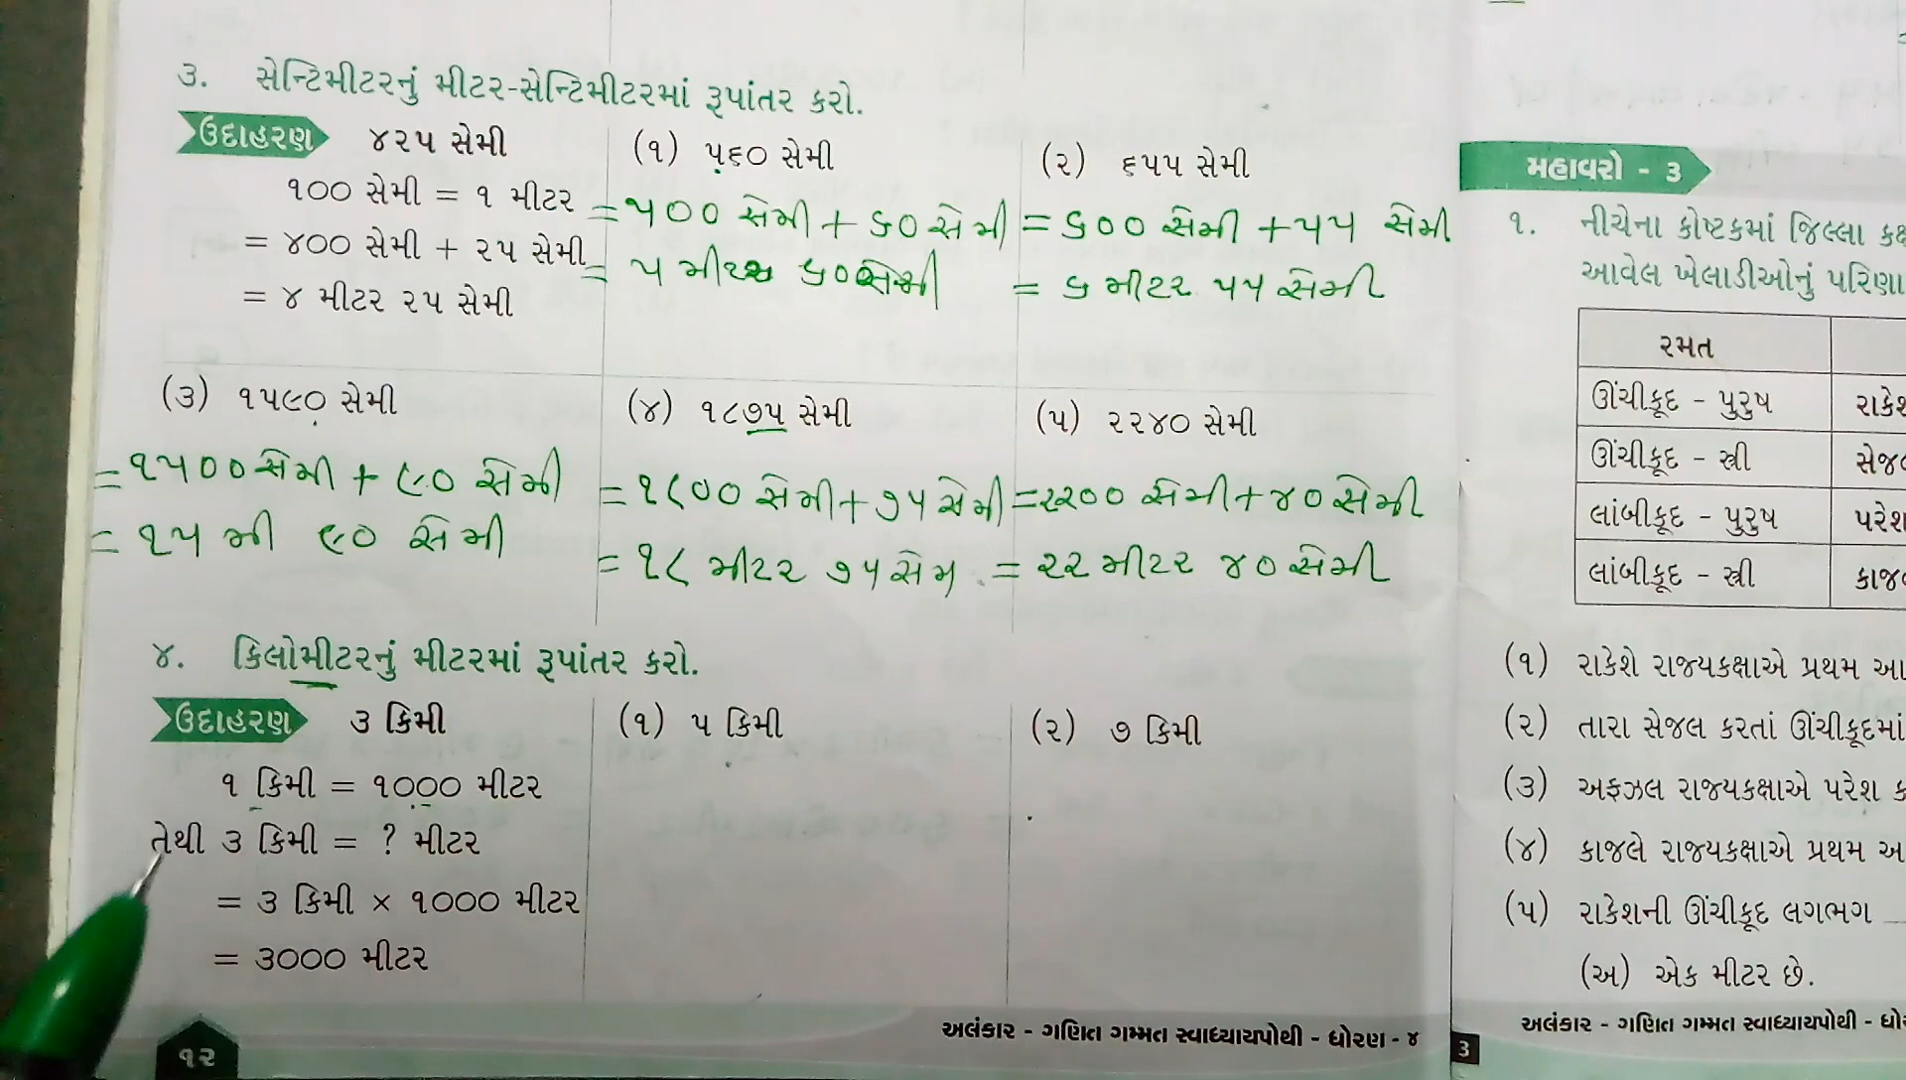 ૩. સેન્ટિમીટરનું મીટર-સેન્ટિમીટરમાં રૂપાંતર કરો.
ઉદાહરણ ૪૨૫ સેમી
૧૦૦ સેમી = ૧ મીટર
= ૪૦૦ સેમી + ૨૫ સેમી
= ૪ મીટર ૨૫ સેમી
(૧) ૫૬૦ સેમી
= ૫૦૦ સેમી + ૬૦ સેમી
= ૫ મીટર ૬૦ સેમી
(૨) ૬૫૫ સેમી
= ૬૦૦ સેમી + ૫૫ સેમી
= ૬ મીટર ૫૫ સેમી
(૩) ૧૫૯૦ સેમી
= ૧૫૦૦ સેમી + ૯૦ સેમી
= ૧૫ મી ૯૦ સેમી
(૪) ૧૮૭૫ સેમી
= ૧૮૦૦ સેમી + ૭૫ સેમી
= ૧૮ મીટર ૭૫ સેમ
(૫) ૨૨૪૦ સેમી
= ૨૨૦૦ સેમી + ૪૦ સેમી
= ૨૨ મીટર ૪૦ સેમી
૪. કિલોમીટરનું મીટરમાં રૂપાંતર કરો.
ઉદાહરણ ૩ કિમી
૧ કિમી = ૧૦૦૦ મીટર
તેથી ૩ કિમી = ? મીટર
= ૩ કિમી × ૧૦૦૦ મીટર
= ૩૦૦૦ મીટર
(૧) ૫ કિમી
(૨) ૭ કિમી
અલંકાર - ગણિત ગમ્મત સ્વાધ્યાયપોથી - ધોરણ - ૪
૧૨
મહાવરો - ૩
૧. નીચેના કોષ્ટકમાં જિલ્લા
આવેલ ખેલાડીઓનું
રમત
ઊંચીકૂદ - પુરુષ
ઊંચીકૂદ - સ્ત્રી
લાંબીકૂદ - પુરુષ
લાંબીકૂદ - સ્ત્રી
(૧) રાકેશે રાજ્યકક્ષાએ પ્રથમ
(૨) તારા સેજલ કરતાં ઊંચીકૂદમાં
(૩) અફઝલ રાજ્યકક્ષાએ પરેશ
(૪) કાજલે રાજ્યકક્ષાએ પ્રથમ
(૫) રાકેશની ઊંચીકૂદ લગભગ
(અ) એક મીટર છે.
3 અલંકાર - ગણિત ગમ્મત સ્વાધ્યાયપોથી -